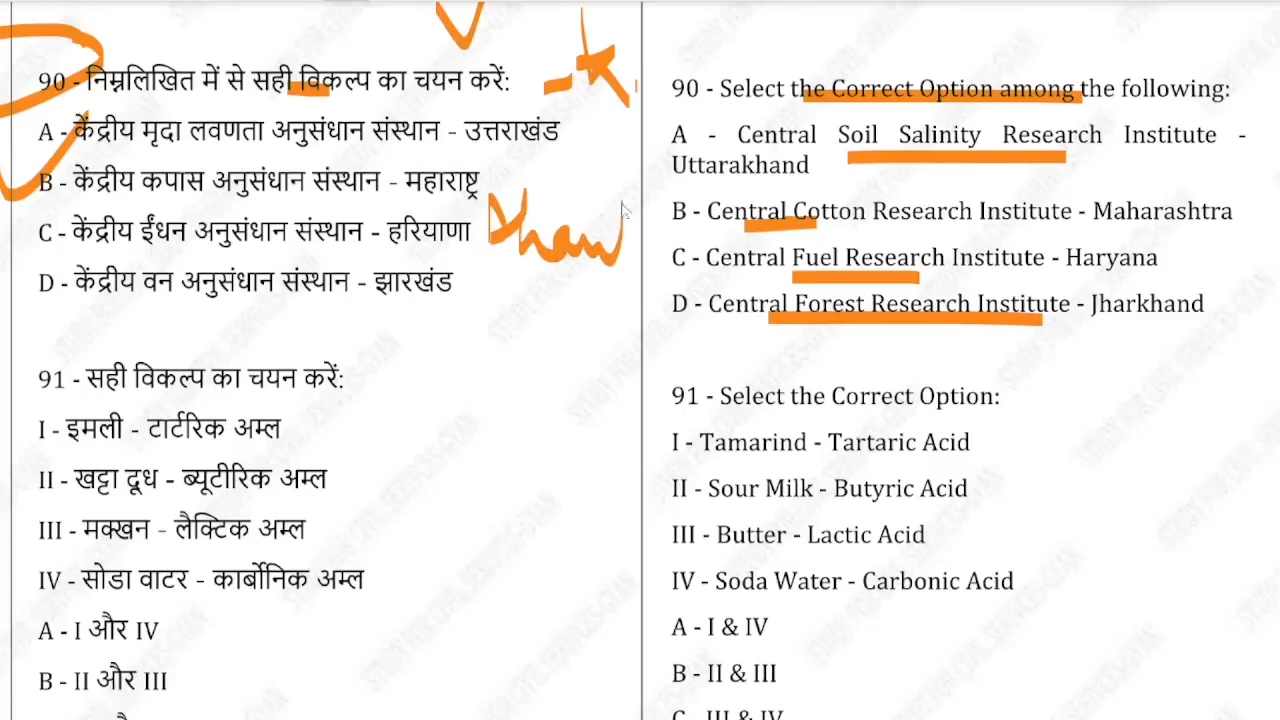 90 - निम्नलिखित में से सही विकल्प का चयन करें:
A - केंद्रीय मृदा लवणता अनुसंधान संस्थान - उत्तराखंड
B - केंद्रीय कपास अनुसंधान संस्थान - महाराष्ट्र
C - केंद्रीय ईंधन अनुसंधान संस्थान - हरियाणा
D - केंद्रीय वन अनुसंधान संस्थान - झारखंड
91 - सही विकल्प का चयन करें:
I - इमली - टार्टरिक अम्ल
II - खट्टा दूध - ब्यूटीरिक अम्ल
III - मक्खन - लैक्टिक अम्ल
IV - सोडा वाटर - कार्बोनिक अम्ल
A - I और IV
B - II और III
90 - Select the Correct Option among the following:
A - Central Soil Salinity Research Institute -
Uttarakhand
B - Central Cotton Research Institute - Maharashtra
C - Central Fuel Research Institute - Haryana
D - Central Forest Research Institute - Jharkhand
91 - Select the Correct Option:
I - Tamarind - Tartaric Acid
II - Sour Milk - Butyric Acid
III - Butter - Lactic Acid
IV - Soda Water - Carbonic Acid
A - I & IV
B - II & III
C - III & IV